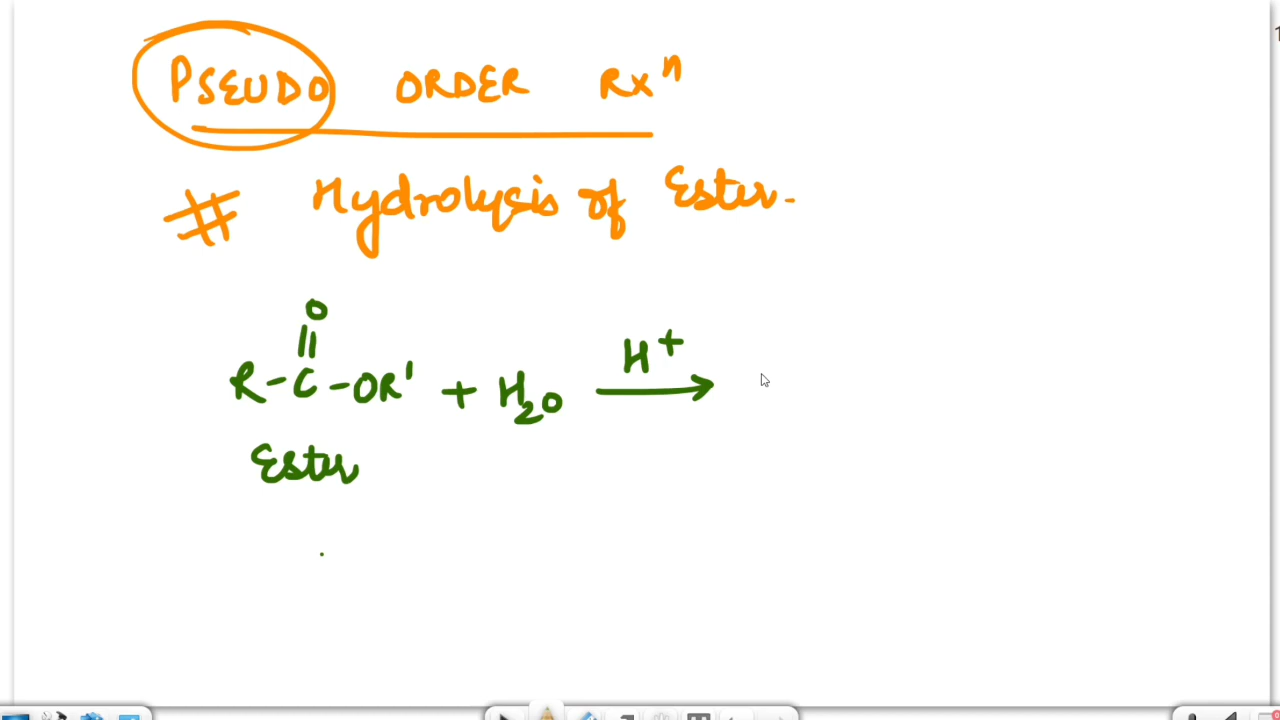 PSEUDO ORDER RXⁿ
# Hydrolysis of Ester.
O
||
R-C-OR' + H₂O H⁺ →
Ester